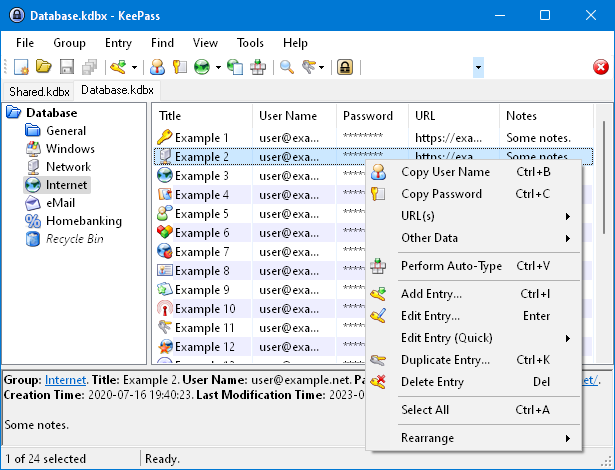 Database.kdbx - KeePass
File Group Entry Find View Tools Help
Shared.kdbx Database.kdbx
Database
General
Windows
Network
Internet
eMail
Homebanking
Recycle Bin
Title User Name Password URL Notes
Example 1 user@exa... ******** https://exa... Some notes.
Example 2 user@exa... ******** https://exa... Some notes.
Example 3 user@exa... ********
Example 4 user@exa... ********
Example 5 user@exa... ********
Example 6 user@exa... ********
Example 7 user@exa... ********
Example 8 user@exa... ********
Example 9 user@exa... ********
Example 10 user@exa... ********
Example 11 user@exa... ********
Example 12 user@exa... ********
Copy User Name Ctrl+B
Copy Password Ctrl+C
URL(s)
Other Data
Perform Auto-Type Ctrl+V
Add Entry... Ctrl+I
Edit Entry... Enter
Edit Entry (Quick)
Duplicate Entry... Ctrl+K
Delete Entry Del
Select All Ctrl+A
Rearrange
Group: Internet. Title: Example 2. User Name: user@example.net. Pa et/.
Creation Time: 2020-07-16 19:40:23. Last Modification Time: 2023-0
Some notes.
1 of 24 selected Ready.